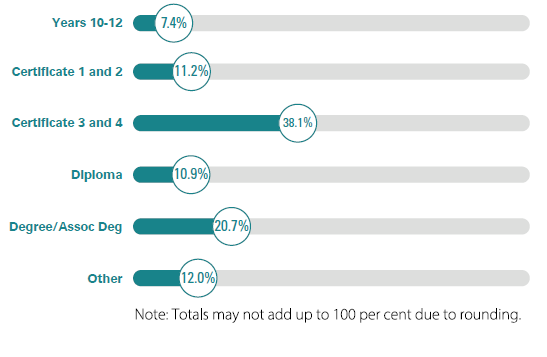 Years 10-12 7.4%
Certificate 1 and 2 11.2%
Certificate 3 and 4 38.1%
Diploma 10.9%
Degree/Assoc Deg 20.7%
Other 12.0%
Note: Totals may not add up to 100 per cent due to rounding.